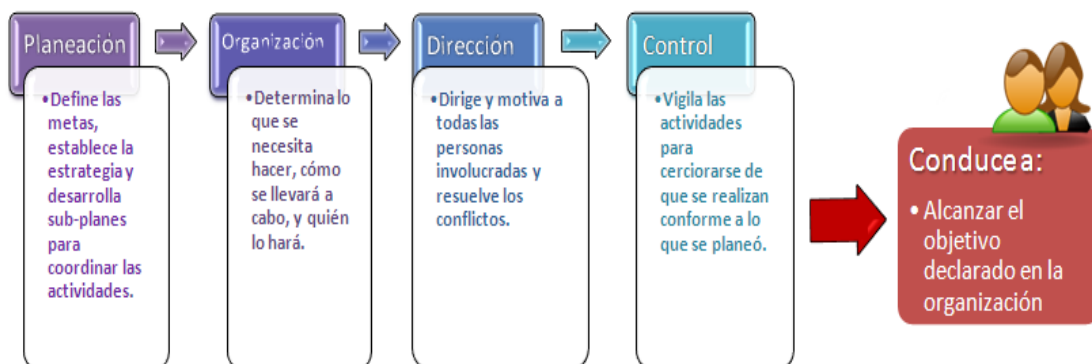 Planeación
•Define las
metas,
establece la
estrategia y
desarrolla
sub-planes
para
coordinar las
actividades.
Organización
•Determina lo
que se
necesita
hacer, cómo
se llevará a
cabo, y quién
lo hará.
Dirección
•Dirige y motiva a
todas las
personas
involucradas y
resuelve los
conflictos.
Control
•Vigila las
actividades
para
cerciorarse de
que se realizan
conforme a lo
que se planeó.
Conduce a:
• Alcanzar el
objetivo
declarado en la
organización